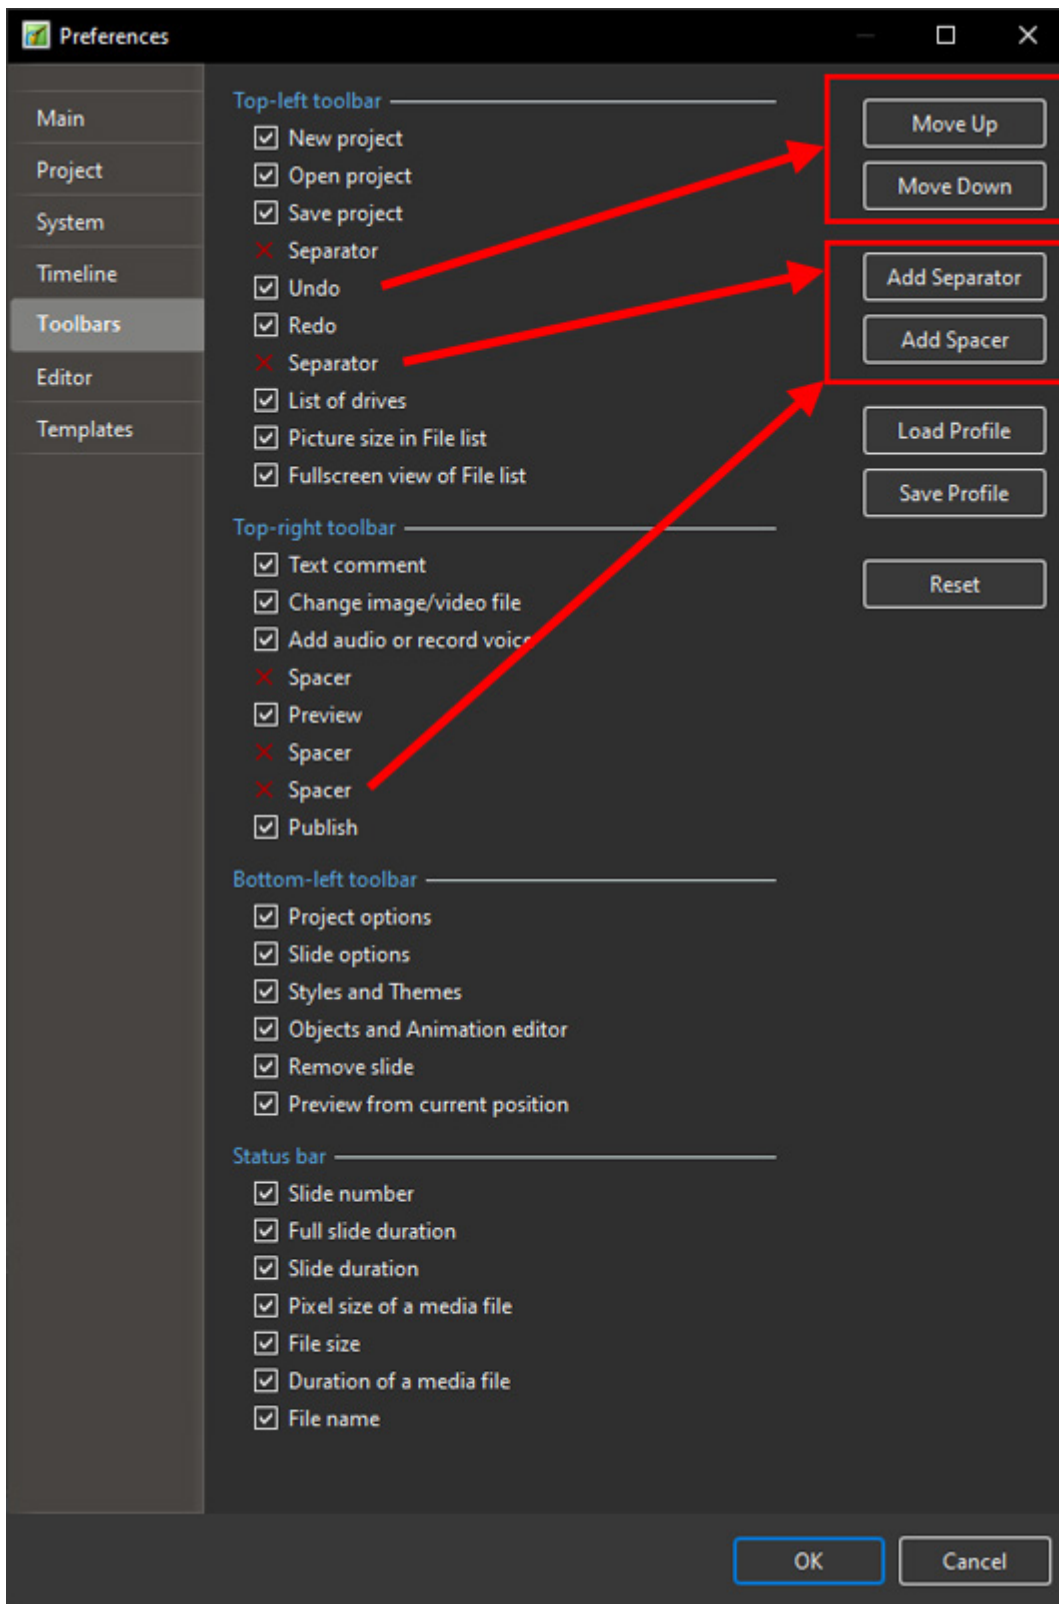 Preferences
Main
Project
System
Timeline
Toolbars
Editor
Templates
Top-left toolbar
New project
Open project
Save project
Separator
Undo
Redo
Separator
List of drives
Picture size in File list
Fullscreen view of File list
Top-right toolbar
Text comment
Change image/video file
Add audio or record voice
Spacer
Preview
Spacer
Spacer
Publish
Bottom-left toolbar
Project options
Slide options
Styles and Themes
Objects and Animation editor
Remove slide
Preview from current position
Status bar
Slide number
Full slide duration
Slide duration
Pixel size of a media file
File size
Duration of a media file
File name
Move Up
Move Down
Add Separator
Add Spacer
Load Profile
Save Profile
Reset
OK
Cancel